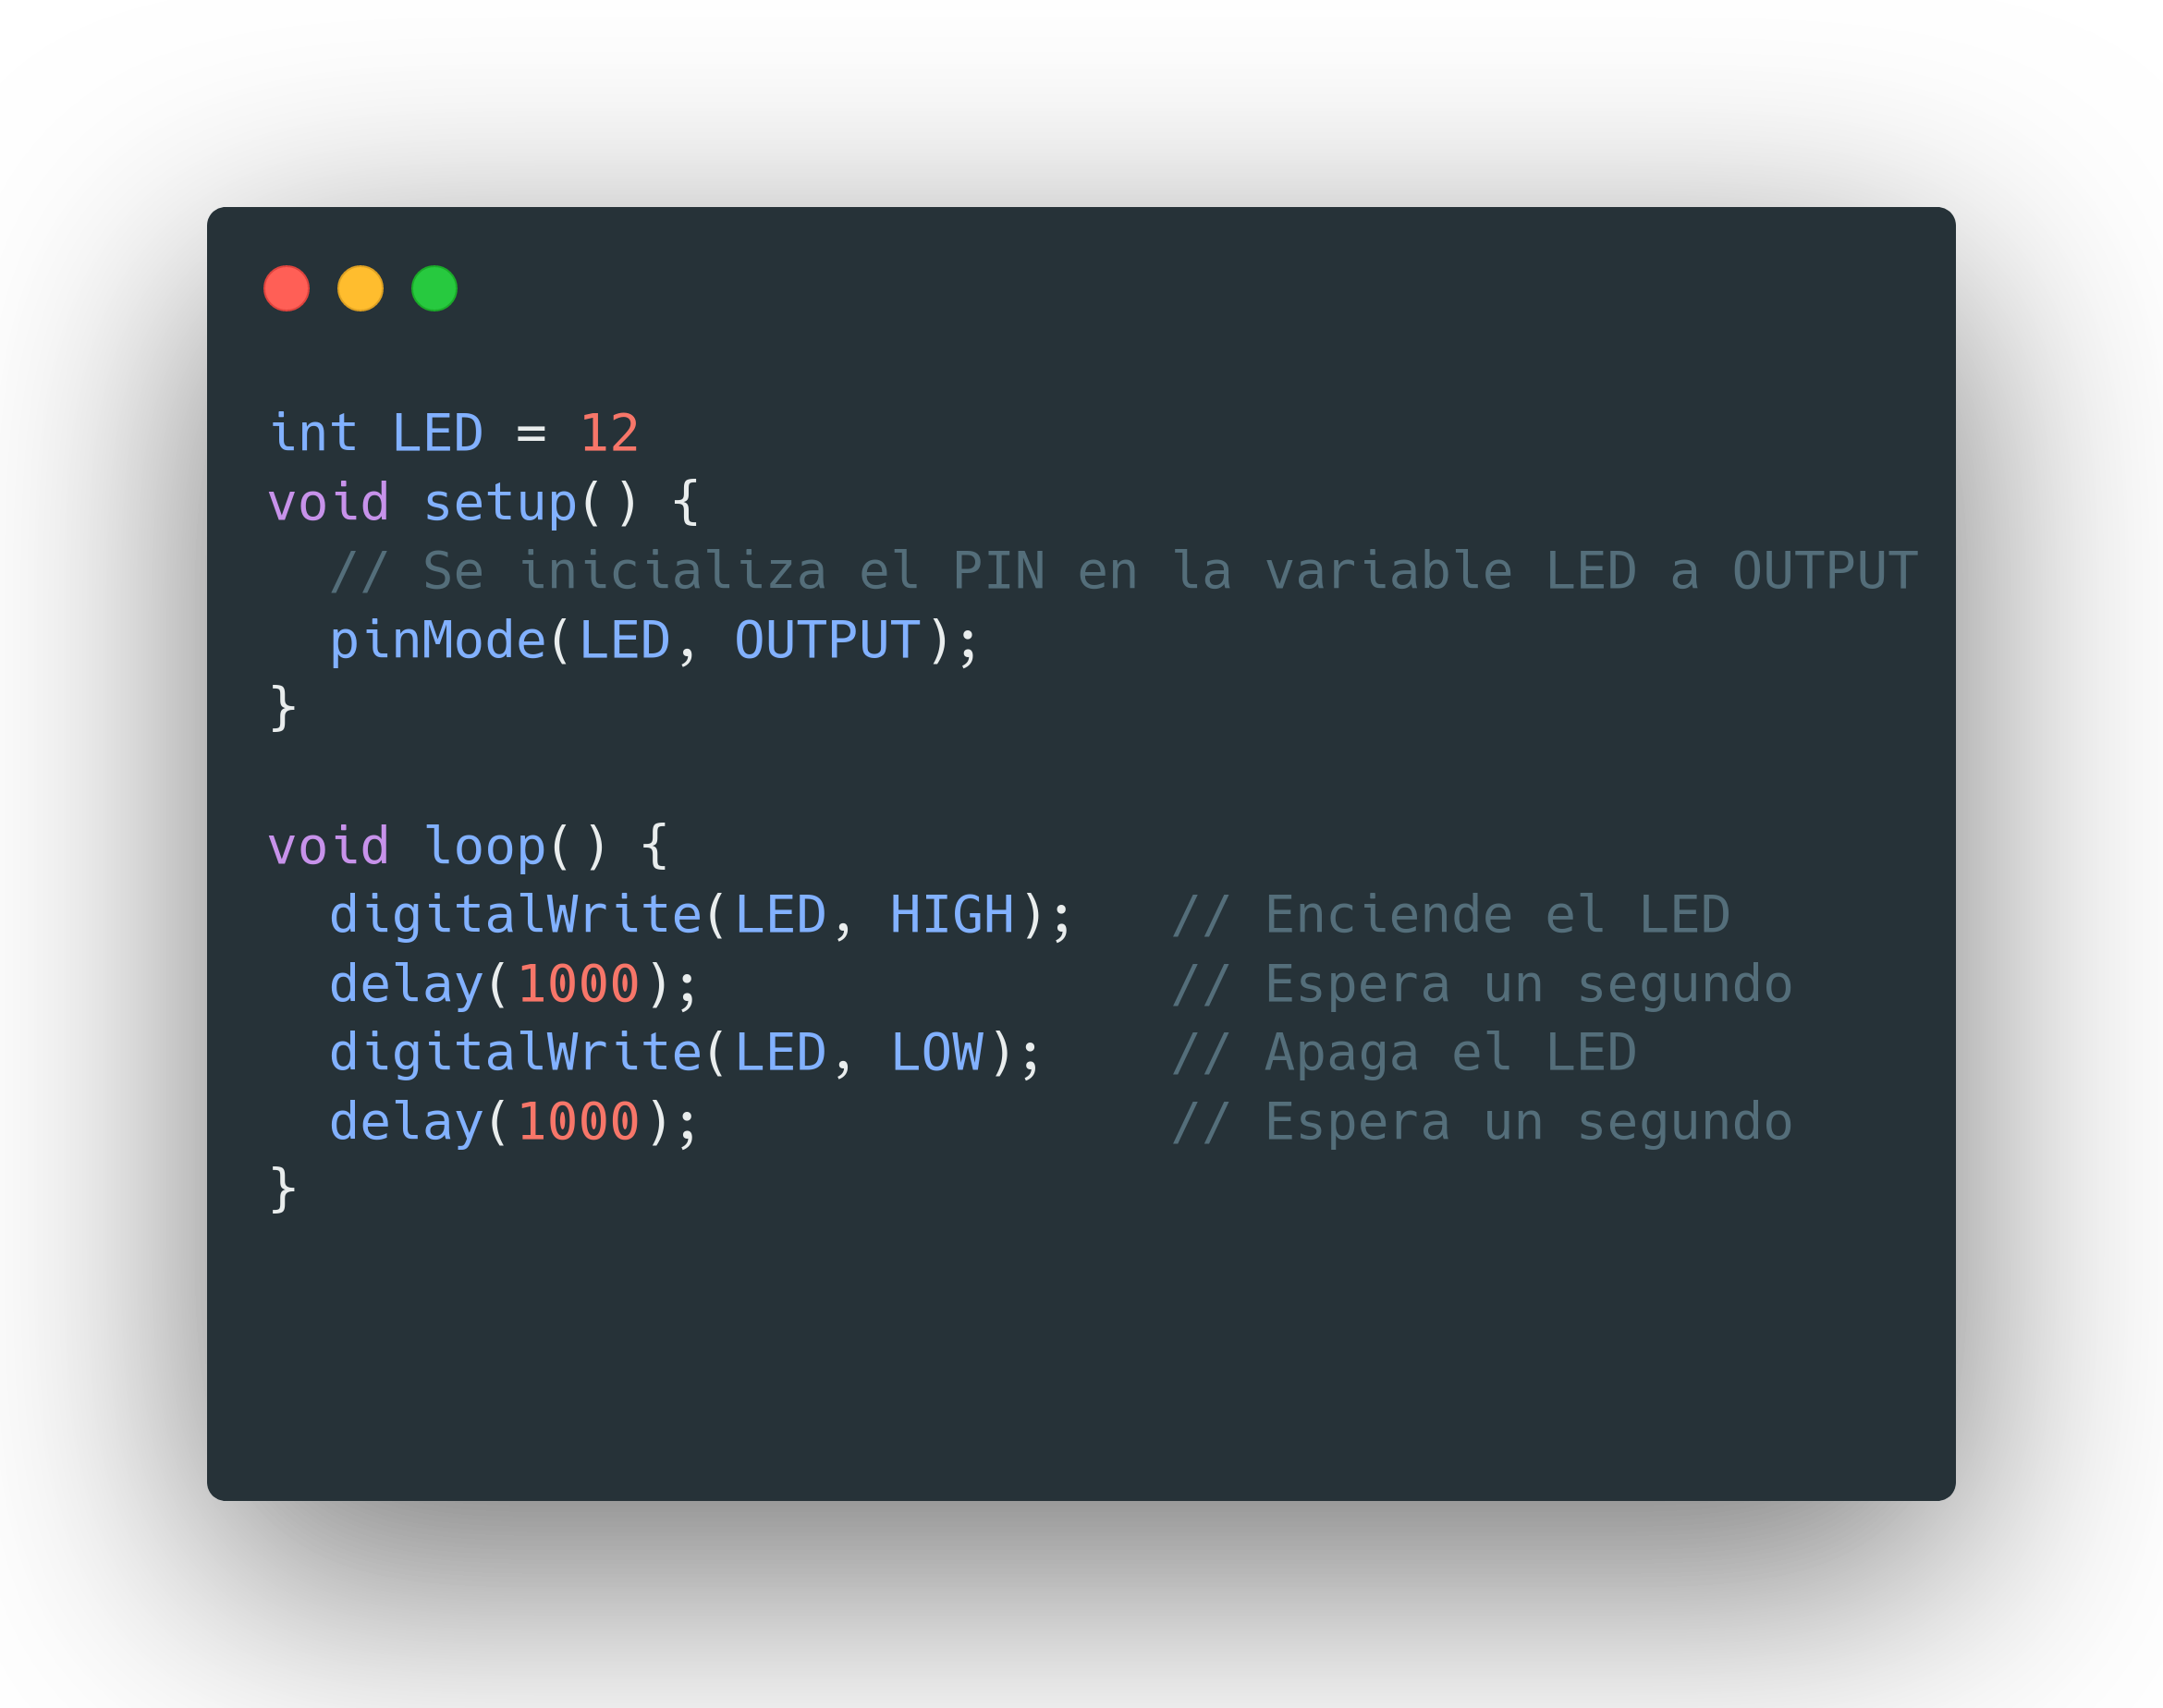 int LED = 12
void setup() {
  // Se inicializa el PIN en la variable LED a OUTPUT
  pinMode(LED, OUTPUT);
}

void loop() {
  digitalWrite(LED, HIGH);   // Enciende el LED
  delay(1000);               // Espera un segundo
  digitalWrite(LED, LOW);    // Apaga el LED
  delay(1000);               // Espera un segundo
}